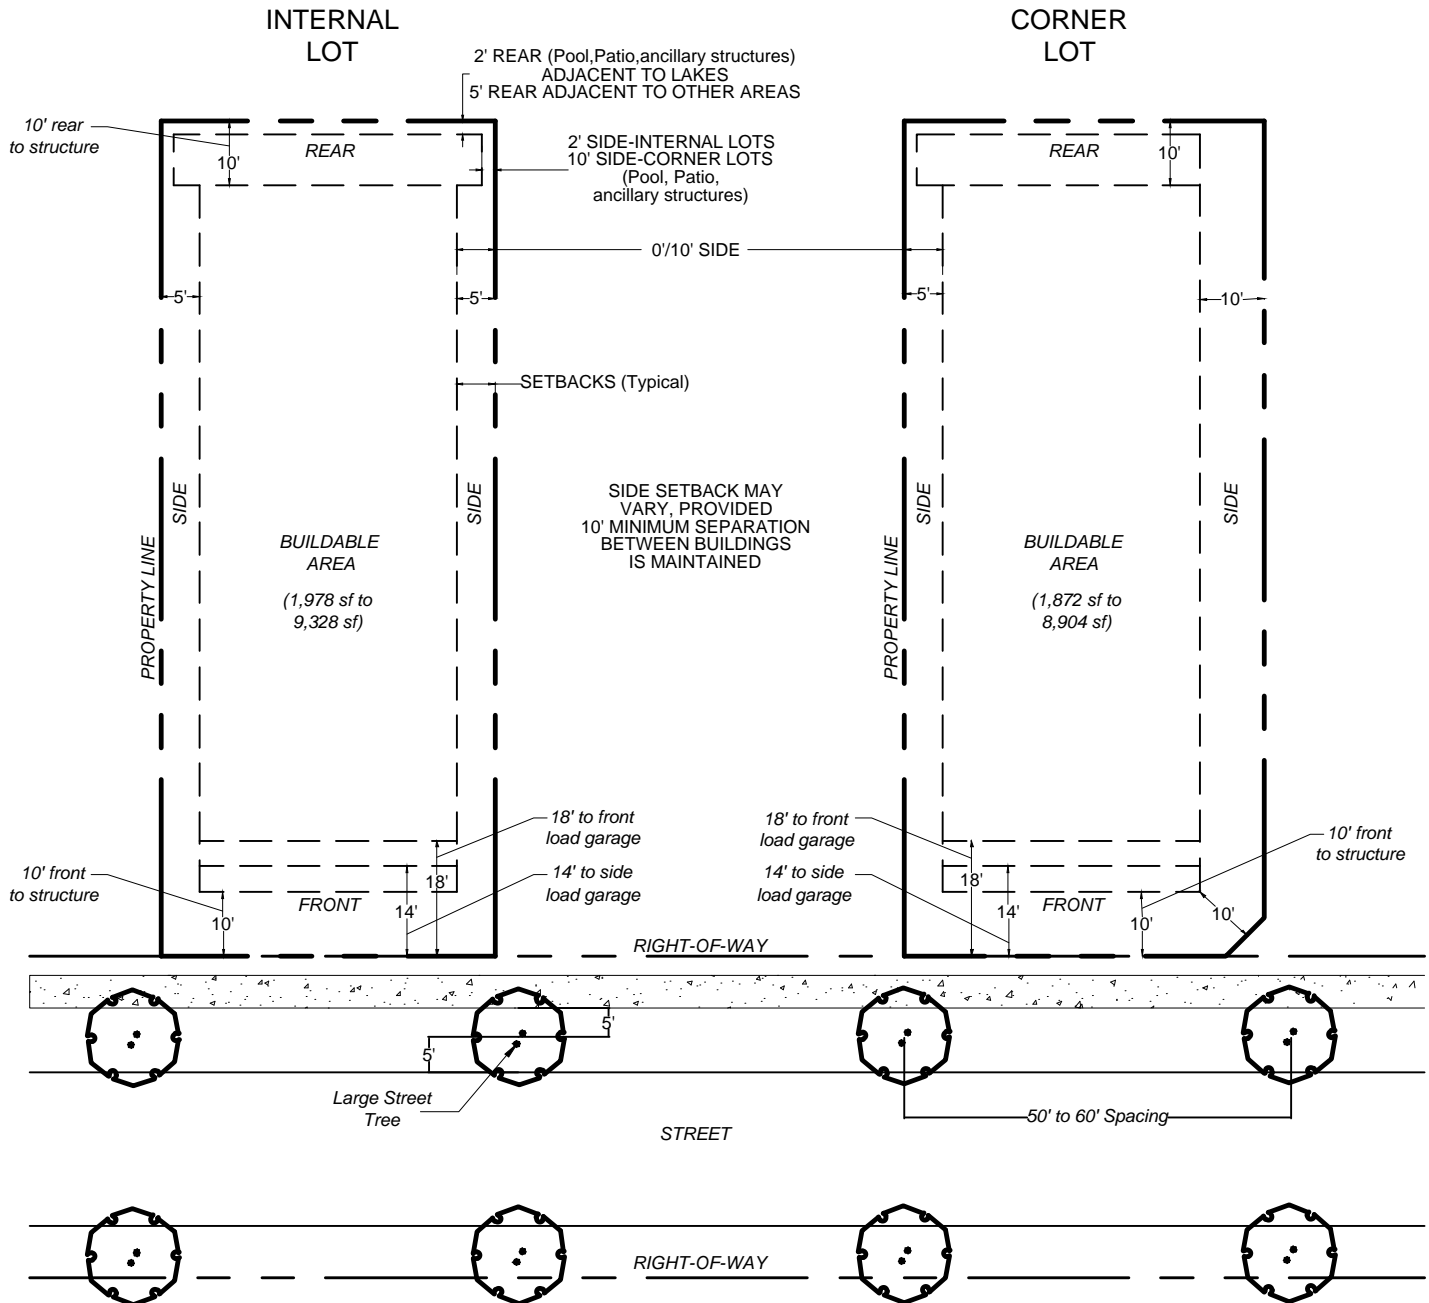 INTERNAL
LOT
CORNER
LOT
2' REAR (Pool,Patio,ancillary structures)
ADJACENT TO LAKES
5' REAR ADJACENT TO OTHER AREAS
10' rear
to structure
10'
REAR
2' SIDE-INTERNAL LOTS
10' SIDE-CORNER LOTS
(Pool, Patio,
ancillary structures)
REAR
10'
0'/10' SIDE
5'
5'
5'
10'
SETBACKS (Typical)
SIDE
SIDE
SIDE
SIDE
SIDE SETBACK MAY
VARY, PROVIDED
10' MINIMUM SEPARATION
BETWEEN BUILDINGS
IS MAINTAINED
PROPERTY LINE
BUILDABLE
AREA
(1,978 sf to
9,328 sf)
PROPERTY LINE
BUILDABLE
AREA
(1,872 sf to
8,904 sf)
18' to front
load garage
18' to front
load garage
10' front
to structure
10' front
to structure
14' to side
load garage
14' to side
load garage
18'
14'
10'
FRONT
18'
14'
FRONT
10'
10'
RIGHT-OF-WAY
5'
5'
Large Street
Tree
50' to 60' Spacing
STREET
RIGHT-OF-WAY